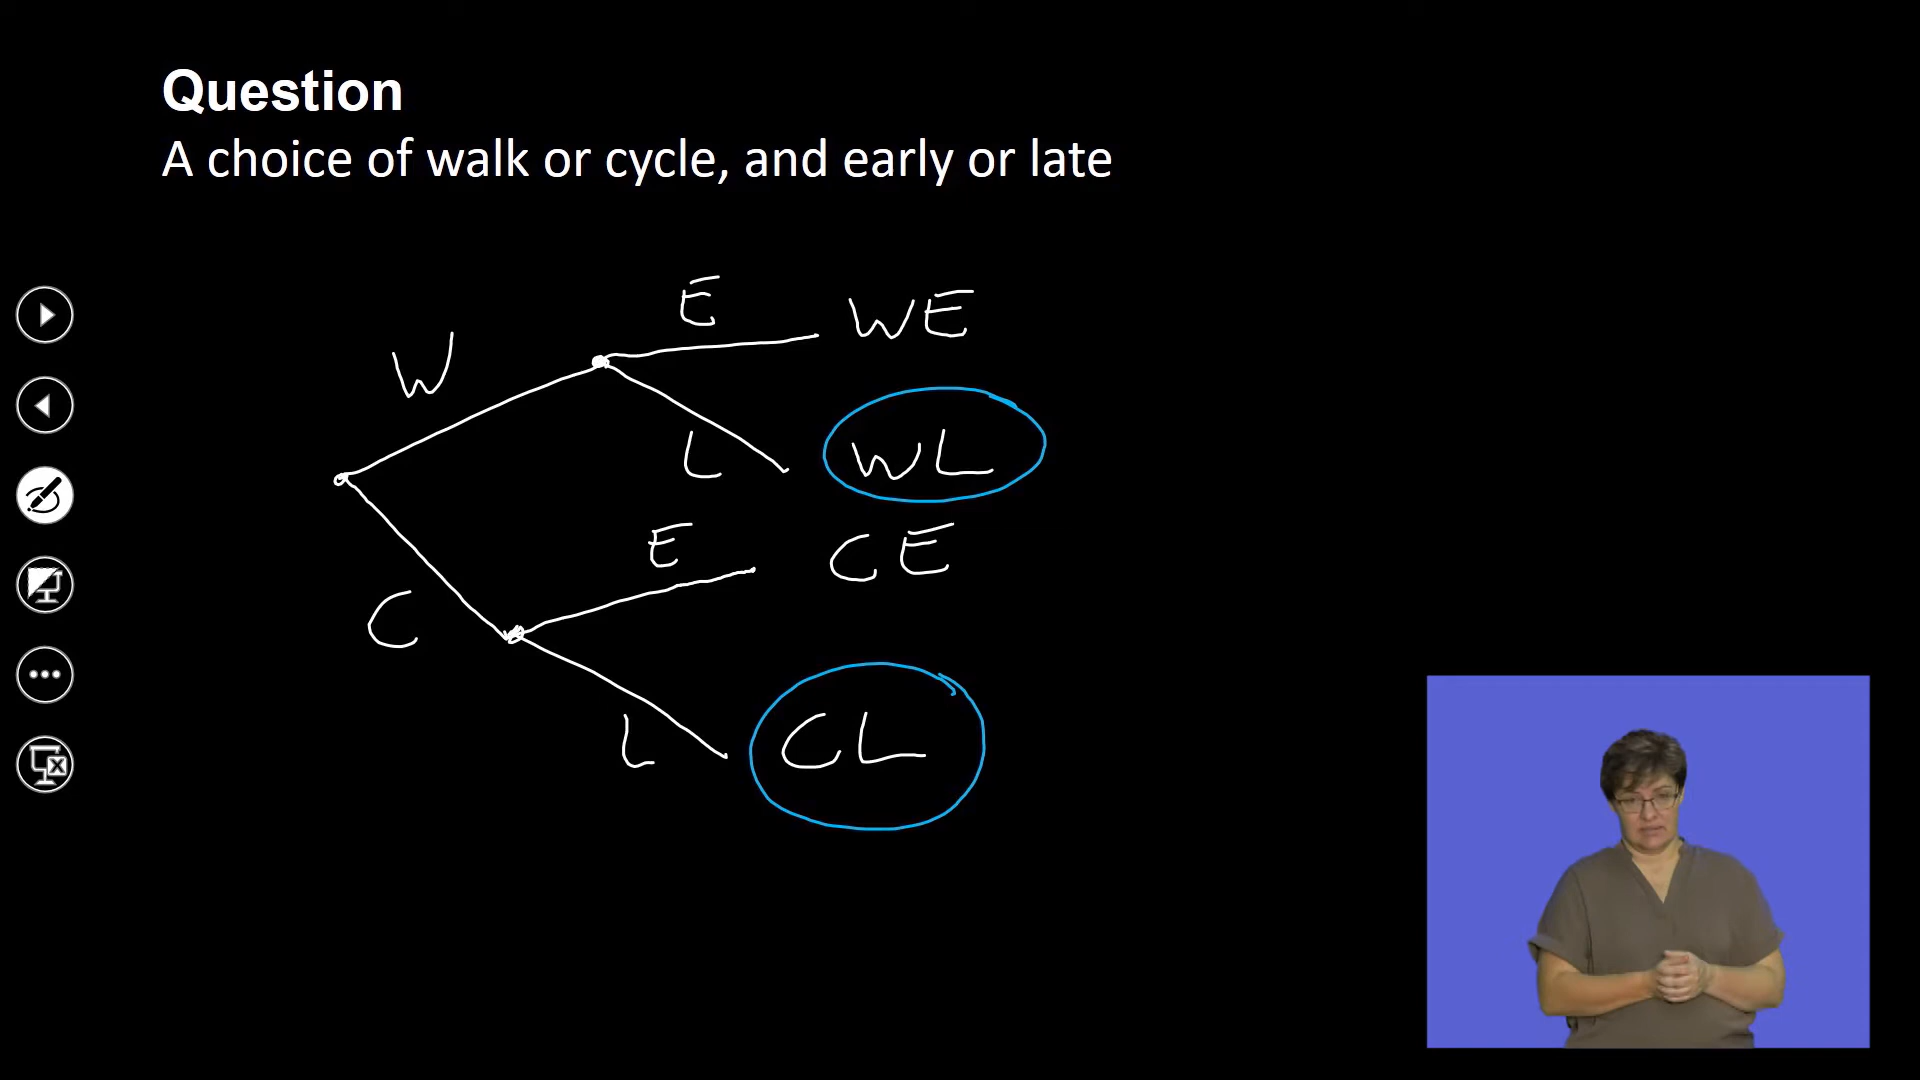 Question
A choice of walk or cycle, and early or late
E
WE
W
L
WL
E
CE
C
L
CL